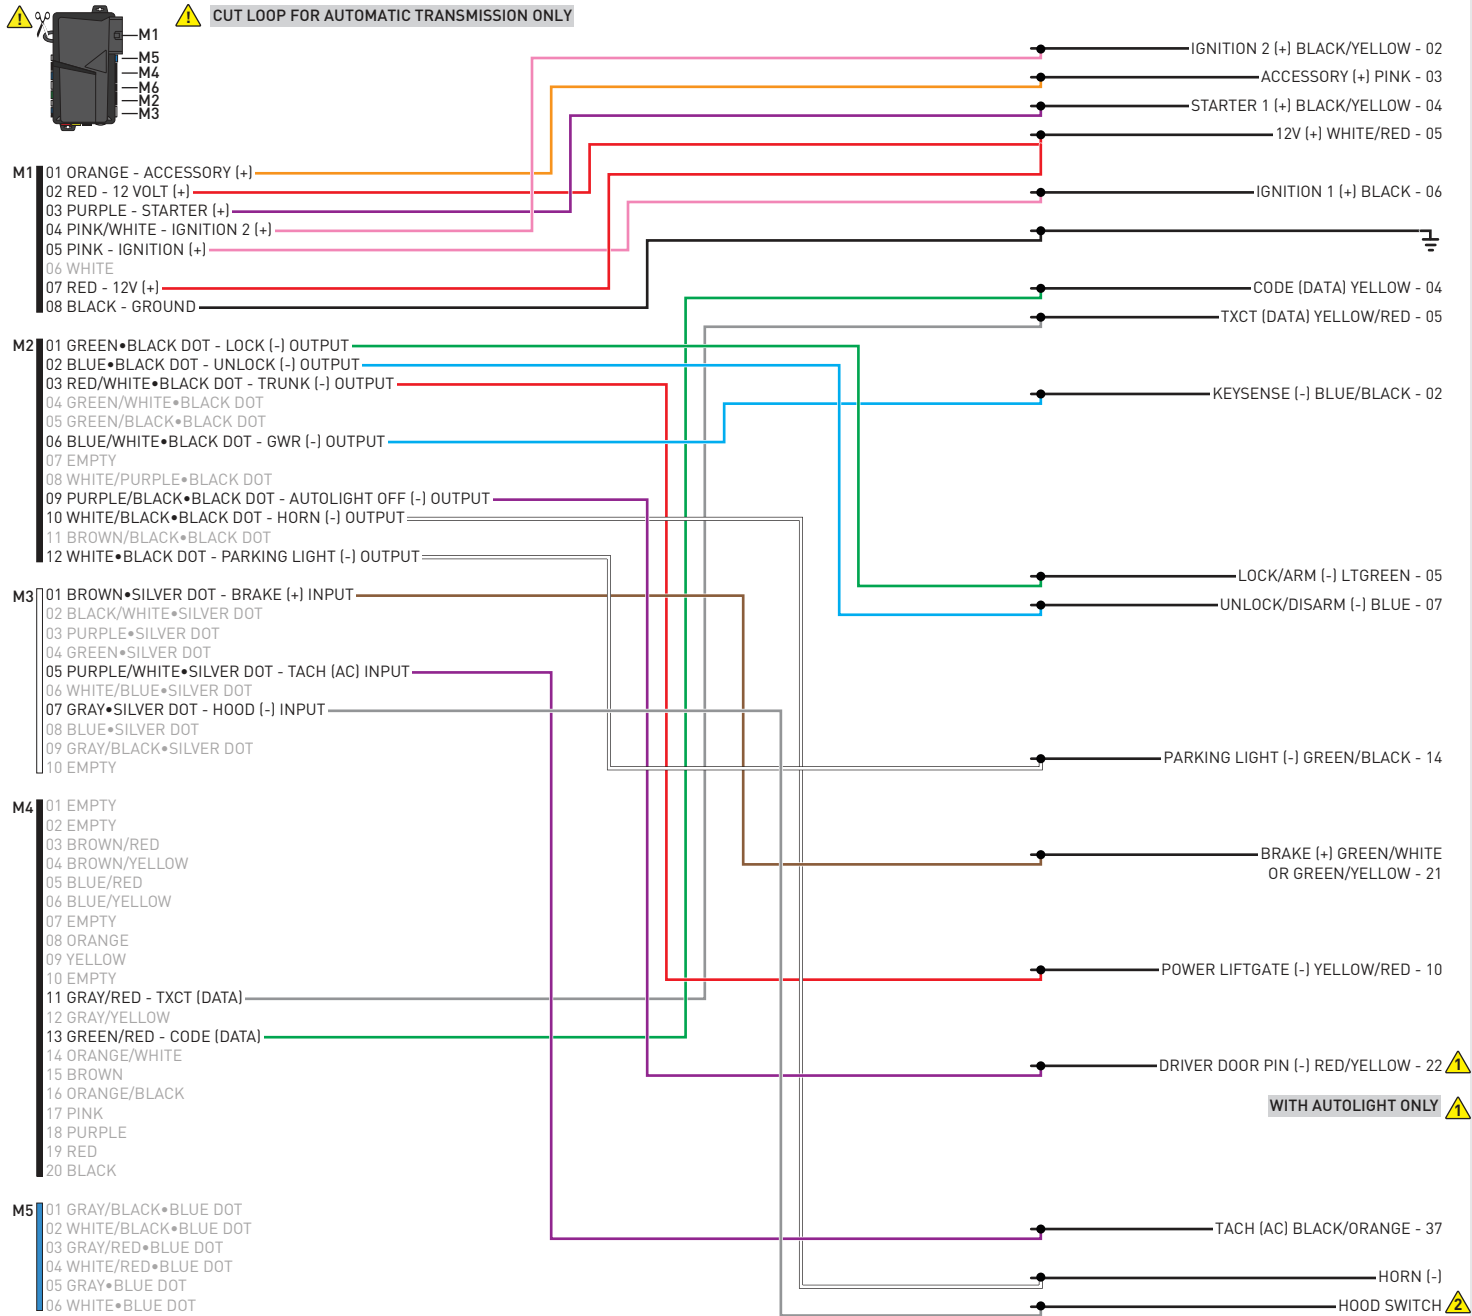 CUT LOOP FOR AUTOMATIC TRANSMISSION ONLY
M1
M5
M4
M6
M2
M3
M1
01 ORANGE - ACCESSORY (+)
02 RED - 12 VOLT (+)
03 PURPLE - STARTER (+)
04 PINK/WHITE - IGNITION 2 (+)
05 PINK - IGNITION (+)
06 WHITE
07 RED - 12V (+)
08 BLACK - GROUND
M2
01 GREEN•BLACK DOT - LOCK (-) OUTPUT
02 BLUE•BLACK DOT - UNLOCK (-) OUTPUT
03 RED/WHITE•BLACK DOT - TRUNK (-) OUTPUT
04 GREEN/WHITE•BLACK DOT
05 GREEN/BLACK•BLACK DOT
06 BLUE/WHITE•BLACK DOT - GWR (-) OUTPUT
07 EMPTY
08 WHITE/PURPLE•BLACK DOT
09 PURPLE/BLACK•BLACK DOT - AUTOLIGHT OFF (-) OUTPUT
10 WHITE/BLACK•BLACK DOT - HORN (-) OUTPUT
11 BROWN/BLACK•BLACK DOT
12 WHITE•BLACK DOT - PARKING LIGHT (-) OUTPUT
M3
01 BROWN•SILVER DOT - BRAKE (+) INPUT
02 BLACK/WHITE•SILVER DOT
03 PURPLE•SILVER DOT
04 GREEN•SILVER DOT
05 PURPLE/WHITE•SILVER DOT - TACH (AC) INPUT
06 WHITE/BLUE•SILVER DOT
07 GRAY•SILVER DOT - HOOD (-) INPUT
08 BLUE•SILVER DOT
09 GRAY/BLACK•SILVER DOT
10 EMPTY
M4
01 EMPTY
02 EMPTY
03 BROWN/RED
04 BROWN/YELLOW
05 BLUE/RED
06 BLUE/YELLOW
07 EMPTY
08 ORANGE
09 YELLOW
10 EMPTY
11 GRAY/RED - TXCT (DATA)
12 GRAY/YELLOW
13 GREEN/RED - CODE (DATA)
14 ORANGE/WHITE
15 BROWN
16 ORANGE/BLACK
17 PINK
18 PURPLE
19 RED
20 BLACK
M5
01 GRAY/BLACK•BLUE DOT
02 WHITE/BLACK•BLUE DOT
03 GRAY/RED•BLUE DOT
04 WHITE/RED•BLUE DOT
05 GRAY•BLUE DOT
06 WHITE•BLUE DOT
IGNITION 2 (+) BLACK/YELLOW - 02
ACCESSORY (+) PINK - 03
STARTER 1 (+) BLACK/YELLOW - 04
12V (+) WHITE/RED - 05
IGNITION 1 (+) BLACK - 06
CODE (DATA) YELLOW - 04
TXCT (DATA) YELLOW/RED - 05
KEYSENSE (-) BLUE/BLACK - 02
LOCK/ARM (-) LTGREEN - 05
UNLOCK/DISARM (-) BLUE - 07
PARKING LIGHT (-) GREEN/BLACK - 14
BRAKE (+) GREEN/WHITE
OR GREEN/YELLOW - 21
POWER LIFTGATE (-) YELLOW/RED - 10
DRIVER DOOR PIN (-) RED/YELLOW - 22 1
WITH AUTOLIGHT ONLY 1
TACH (AC) BLACK/ORANGE - 37
HORN (-)
HOOD SWITCH 2